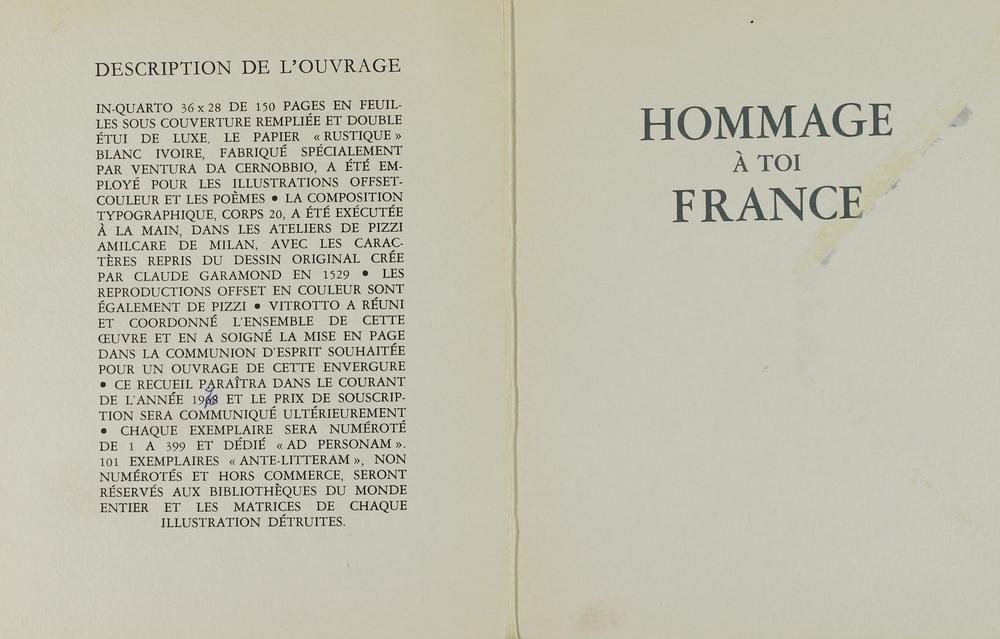 DESCRIPTION DE L'OUVRAGE
IN-QUARTO 36 x 28 DE 150 PAGES EN FEUIL-
LES SOUS COUVERTURE REMPLIÉE ET DOUBLE
ÉTUI DE LUXE. LE PAPIER « RUSTIQUE »
BLANC IVOIRE, FABRIQUÉ SPÉCIALEMENT
PAR VENTURA DA CERNOBBIO, A ÉTÉ EM-
PLOYÉ POUR LES ILLUSTRATIONS OFFSET-
COULEUR ET LES POÈMES • LA COMPOSITION
TYPOGRAPHIQUE, CORPS 20, A ÉTÉ EXÉCUTÉE
À LA MAIN, DANS LES ATELIERS DE PIZZI
AMILCARE DE MILAN, AVEC LES CARAC-
TÈRES REPRIS DU DESSIN ORIGINAL CRÉE
PAR CLAUDE GARAMOND EN 1529 • LES
REPRODUCTIONS OFFSET EN COULEUR SONT
ÉGALEMENT DE PIZZI • VITROTTO A RÉUNI
ET COORDONNÉ L'ENSEMBLE DE CETTE
ŒUVRE ET EN A SOIGNÉ LA MISE EN PAGE
DANS LA COMMUNION D'ESPRIT SOUHAITÉE
POUR UN OUVRAGE DE CETTE ENVERGURE
• CE RECUEIL PARAÎTRA DANS LE COURANT
DE L'ANNÉE ET LE PRIX DE SOUSCRIP-
TION SERA COMMUNIQUÉ ULTÉRIEUREMENT
• CHAQUE EXEMPLAIRE SERA NUMÉROTÉ
DE 1 A 399 ET DÉDIÉ « AD PERSONAM ».
101 EXEMPLAIRES « ANTE-LITTERAM », NON
NUMÉROTÉS ET HORS COMMERCE, SERONT
RÉSERVÉS AUX BIBLIOTHÈQUES DU MONDE
ENTIER ET LES MATRICES DE CHAQUE
ILLUSTRATION DÉTRUITES.
HOMMAGE
À TOI
FRANCE